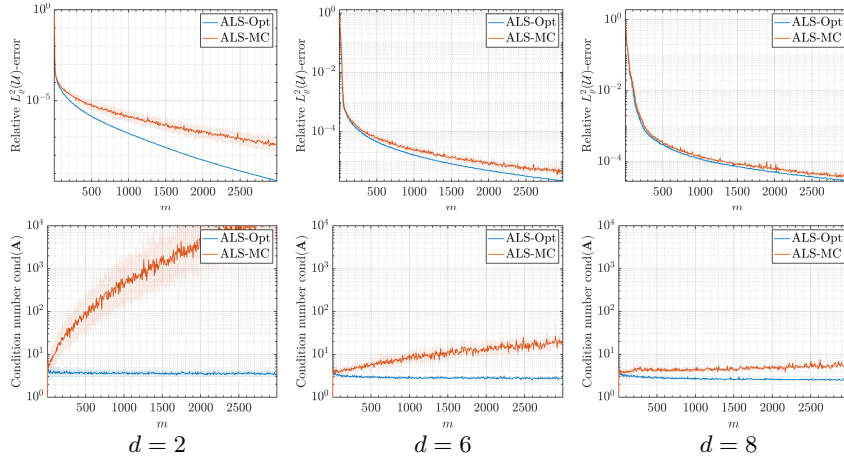 Relative L²_ϱ(𝒰)-error
10^0
10^-5
ALS-Opt
ALS-MC
500 1000 1500 2000 2500
m
Relative L²_ϱ(𝒰)-error
10^0
10^-2
10^-4
ALS-Opt
ALS-MC
500 1000 1500 2000 2500
m
Relative L²_ϱ(𝒰)-error
10^0
10^-2
10^-4
ALS-Opt
ALS-MC
500 1000 1500 2000 2500
m
Condition number cond(A)
10^4
10^3
10^2
10^1
10^0
ALS-Opt
ALS-MC
500 1000 1500 2000 2500
m
Condition number cond(A)
10^4
10^3
10^2
10^1
10^0
ALS-Opt
ALS-MC
500 1000 1500 2000 2500
m
Condition number cond(A)
10^4
10^3
10^2
10^1
10^0
ALS-Opt
ALS-MC
500 1000 1500 2000 2500
m
d = 2
d = 6
d = 8